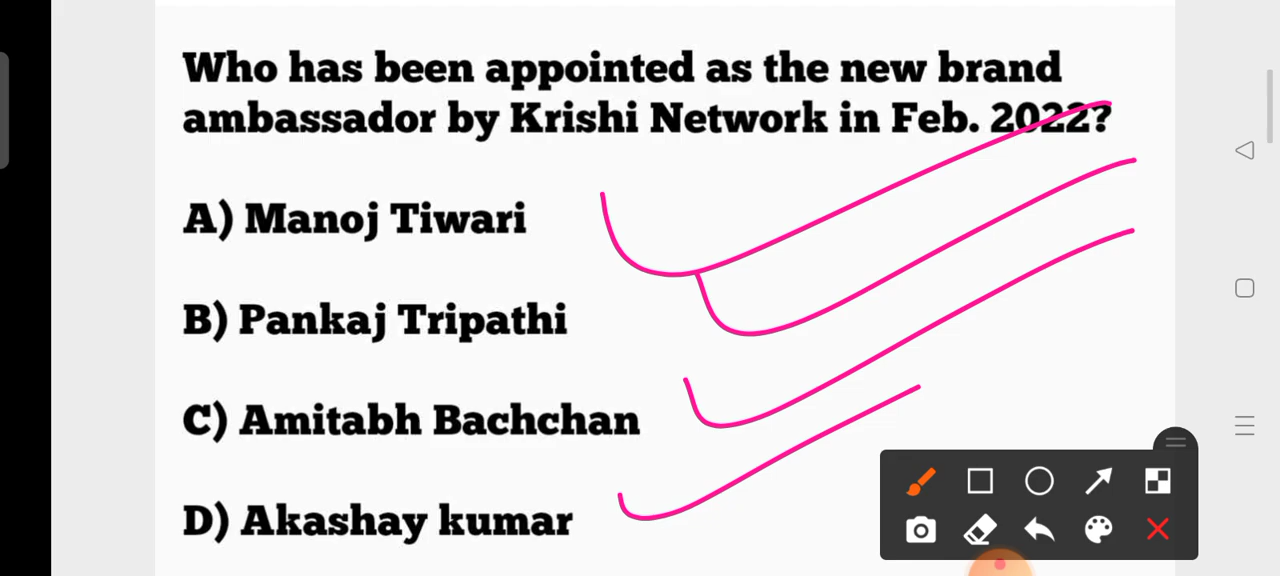 Who has been appointed as the new brand
ambassador by Krishi Network in Feb. 2022?
A) Manoj Tiwari
B) Pankaj Tripathi
C) Amitabh Bachchan
D) Akashay kumar